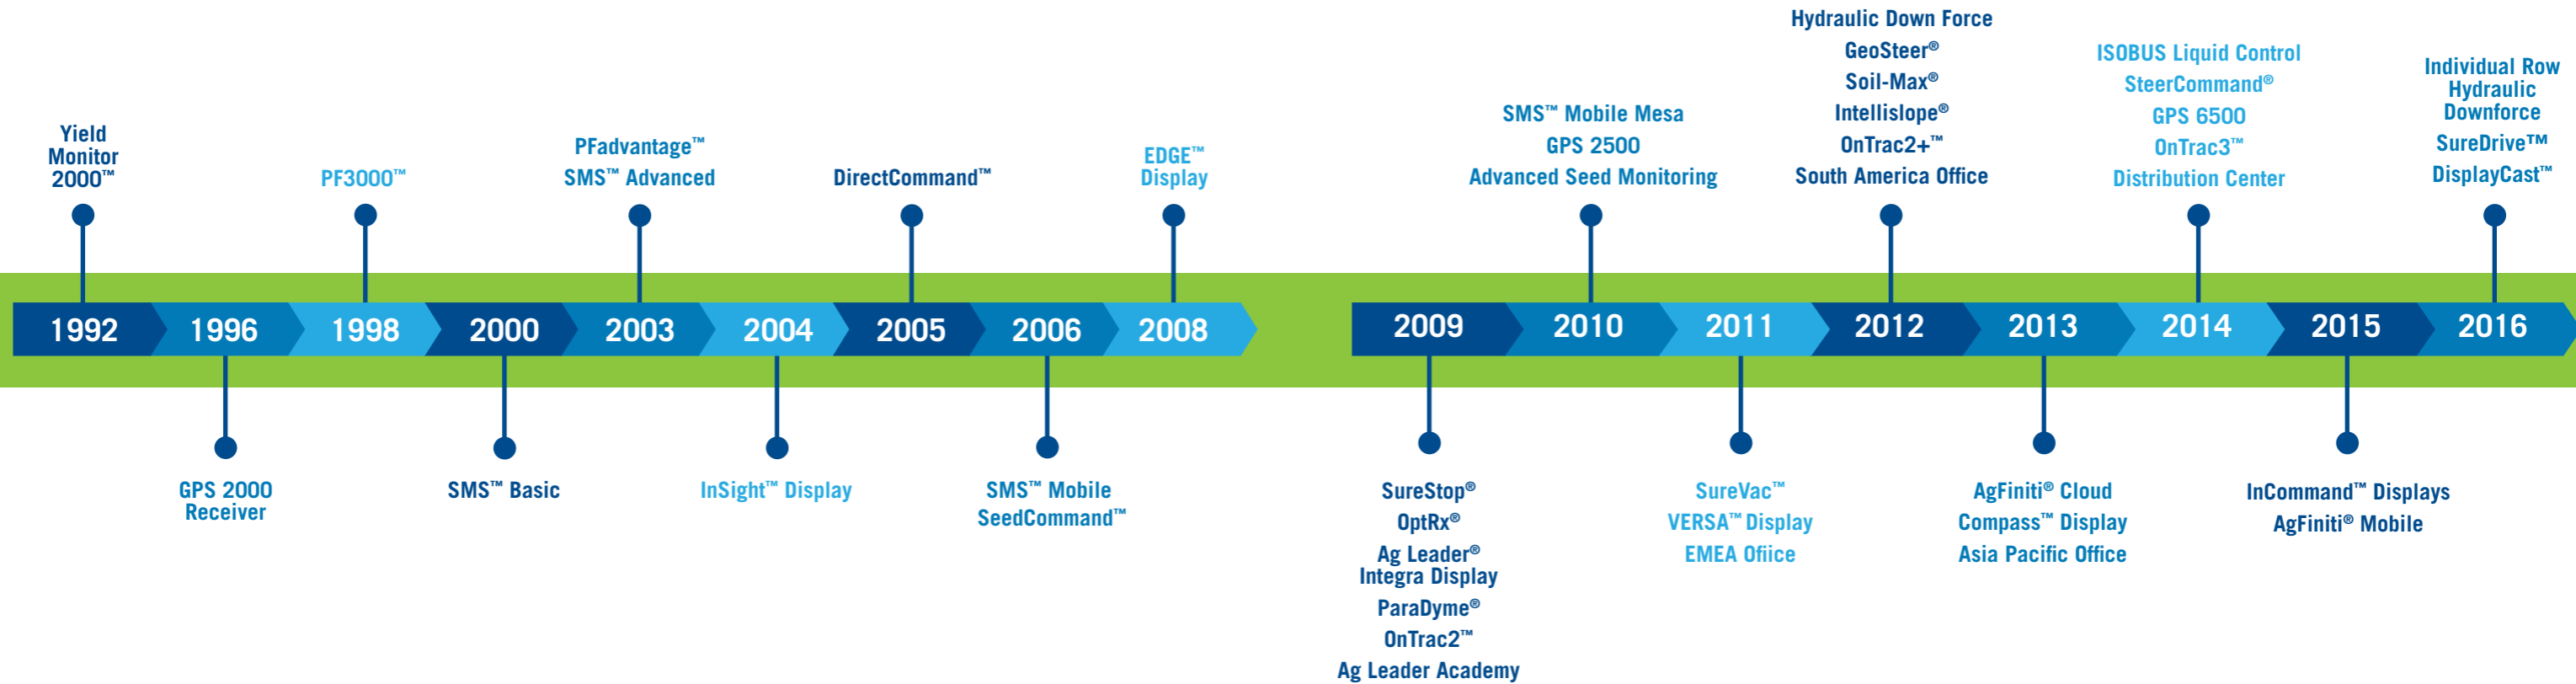 Yield
Monitor
2000™
PF3000™
PFadvantage™
SMS™ Advanced
DirectCommand™
EDGE™
Display
1992 1996 1998 2000 2003 2004 2005 2006 2008
GPS 2000
Receiver
SMS™ Basic
InSight™ Display
SMS™ Mobile
SeedCommand™
SMS™ Mobile Mesa
GPS 2500
Advanced Seed Monitoring
Hydraulic Down Force
GeoSteer®
Soil-Max®
Intellislope®
OnTrac2+™
South America Office
ISOBUS Liquid Control
SteerCommand®
GPS 6500
OnTrac3™
Distribution Center
Individual Row
Hydraulic
Downforce
SureDrive™
DisplayCast™
2009 2010 2011 2012 2013 2014 2015 2016
SureStop®
OptRx®
Ag Leader®
Integra Display
ParaDyme®
OnTrac2™
Ag Leader Academy
SureVac™
VERSA™ Display
EMEA Ofiice
AgFiniti® Cloud
Compass™ Display
Asia Pacific Office
InCommand™ Displays
AgFiniti® Mobile